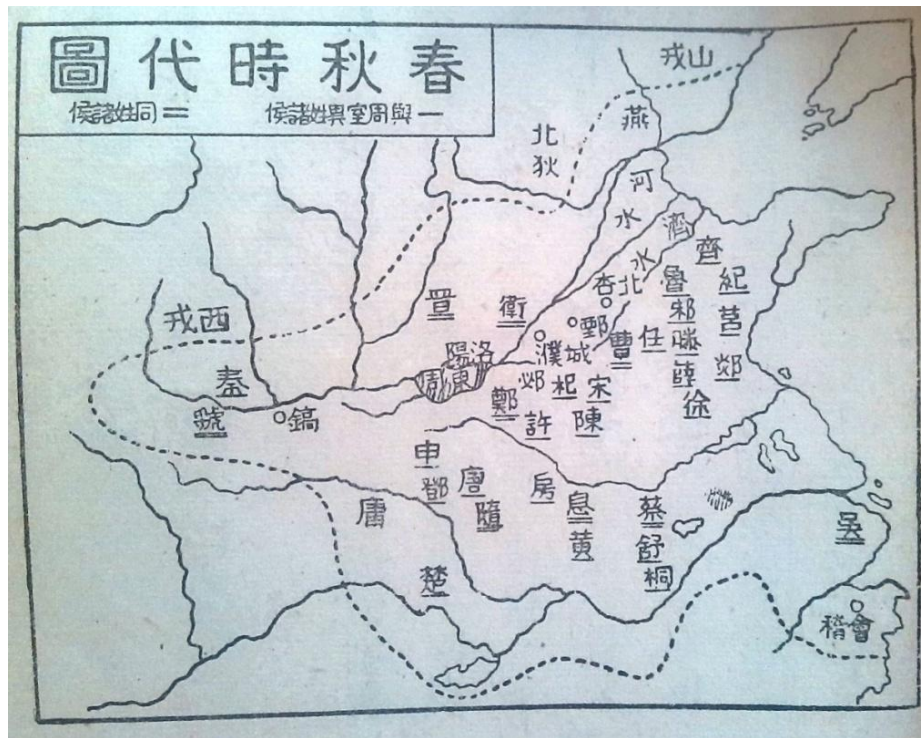 春秋時代圖
一與周室異姓諸侯
=同姓諸侯
山戎
燕
北狄
河水
濟水
齊
紀
杏北
魯
邾
莒
西戎
晉
衛
鄄城
濮
曹
任
滕
薛
郯
洛陽
東周
秦
虢
鎬
鄭
杞
宋
徐
許
陳
申
鄧
唐
隨
房
息
黃
蔡
舒
桐
庸
楚
吳
會稽